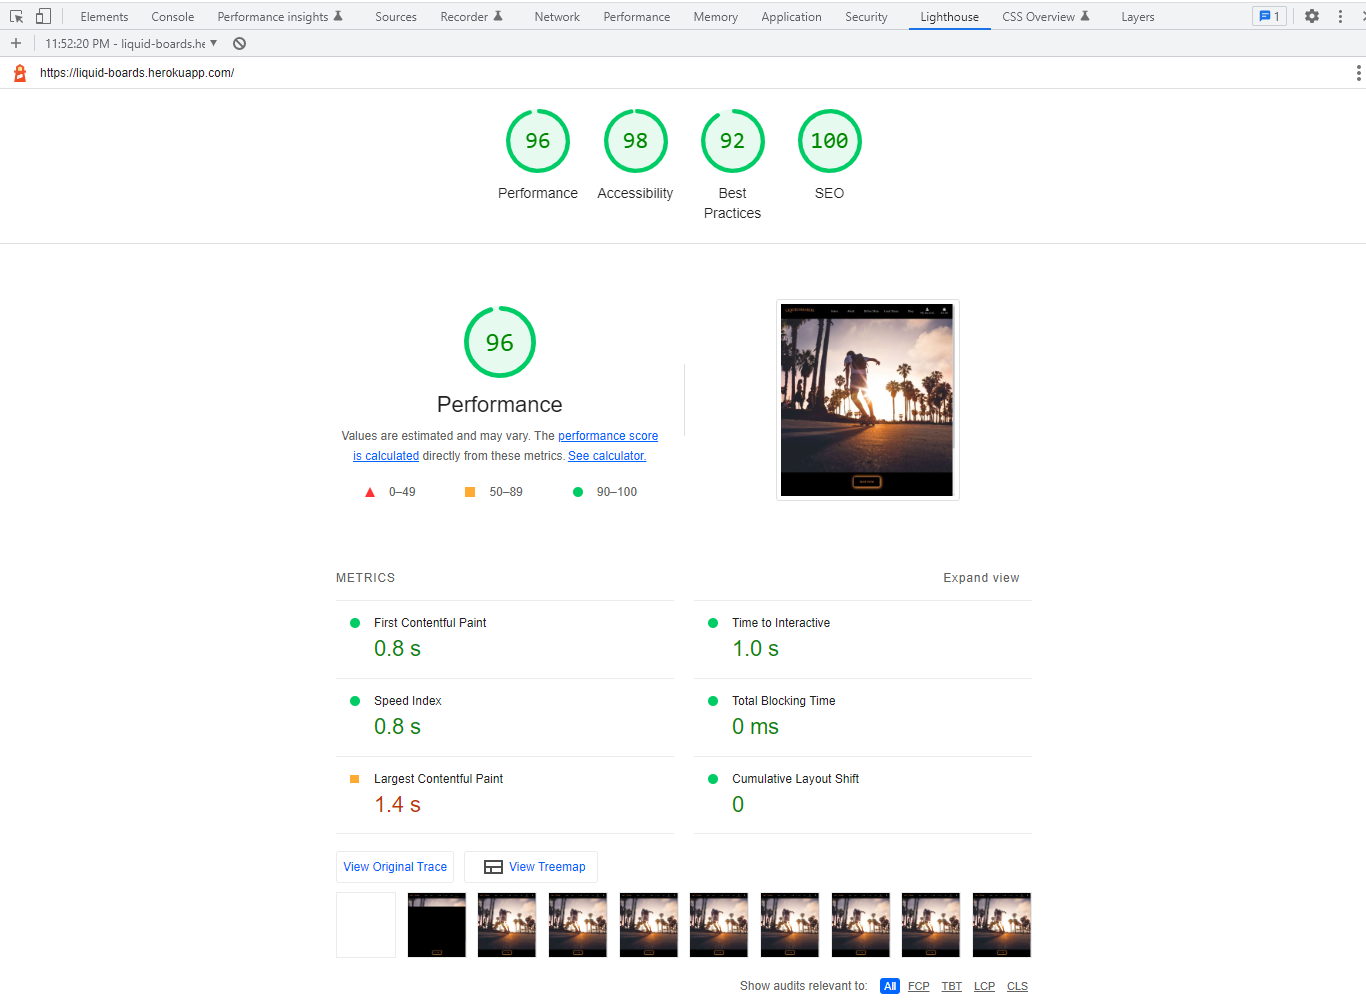 Elements Console Performance insights Sources Recorder Network Performance Memory Application Security Lighthouse CSS Overview Layers 1
11:52:20 PM - liquid-boards.he
https://liquid-boards.herokuapp.com/
96 98 92 100
Performance Accessibility Best Practices SEO
96
Performance
Values are estimated and may vary. The performance score
is calculated directly from these metrics. See calculator.
0–49 50–89 90–100
METRICS Expand view
First Contentful Paint
0.8 s
Time to Interactive
1.0 s
Speed Index
0.8 s
Total Blocking Time
0 ms
Largest Contentful Paint
1.4 s
Cumulative Layout Shift
0
View Original Trace View Treemap
Show audits relevant to: All FCP TBT LCP CLS